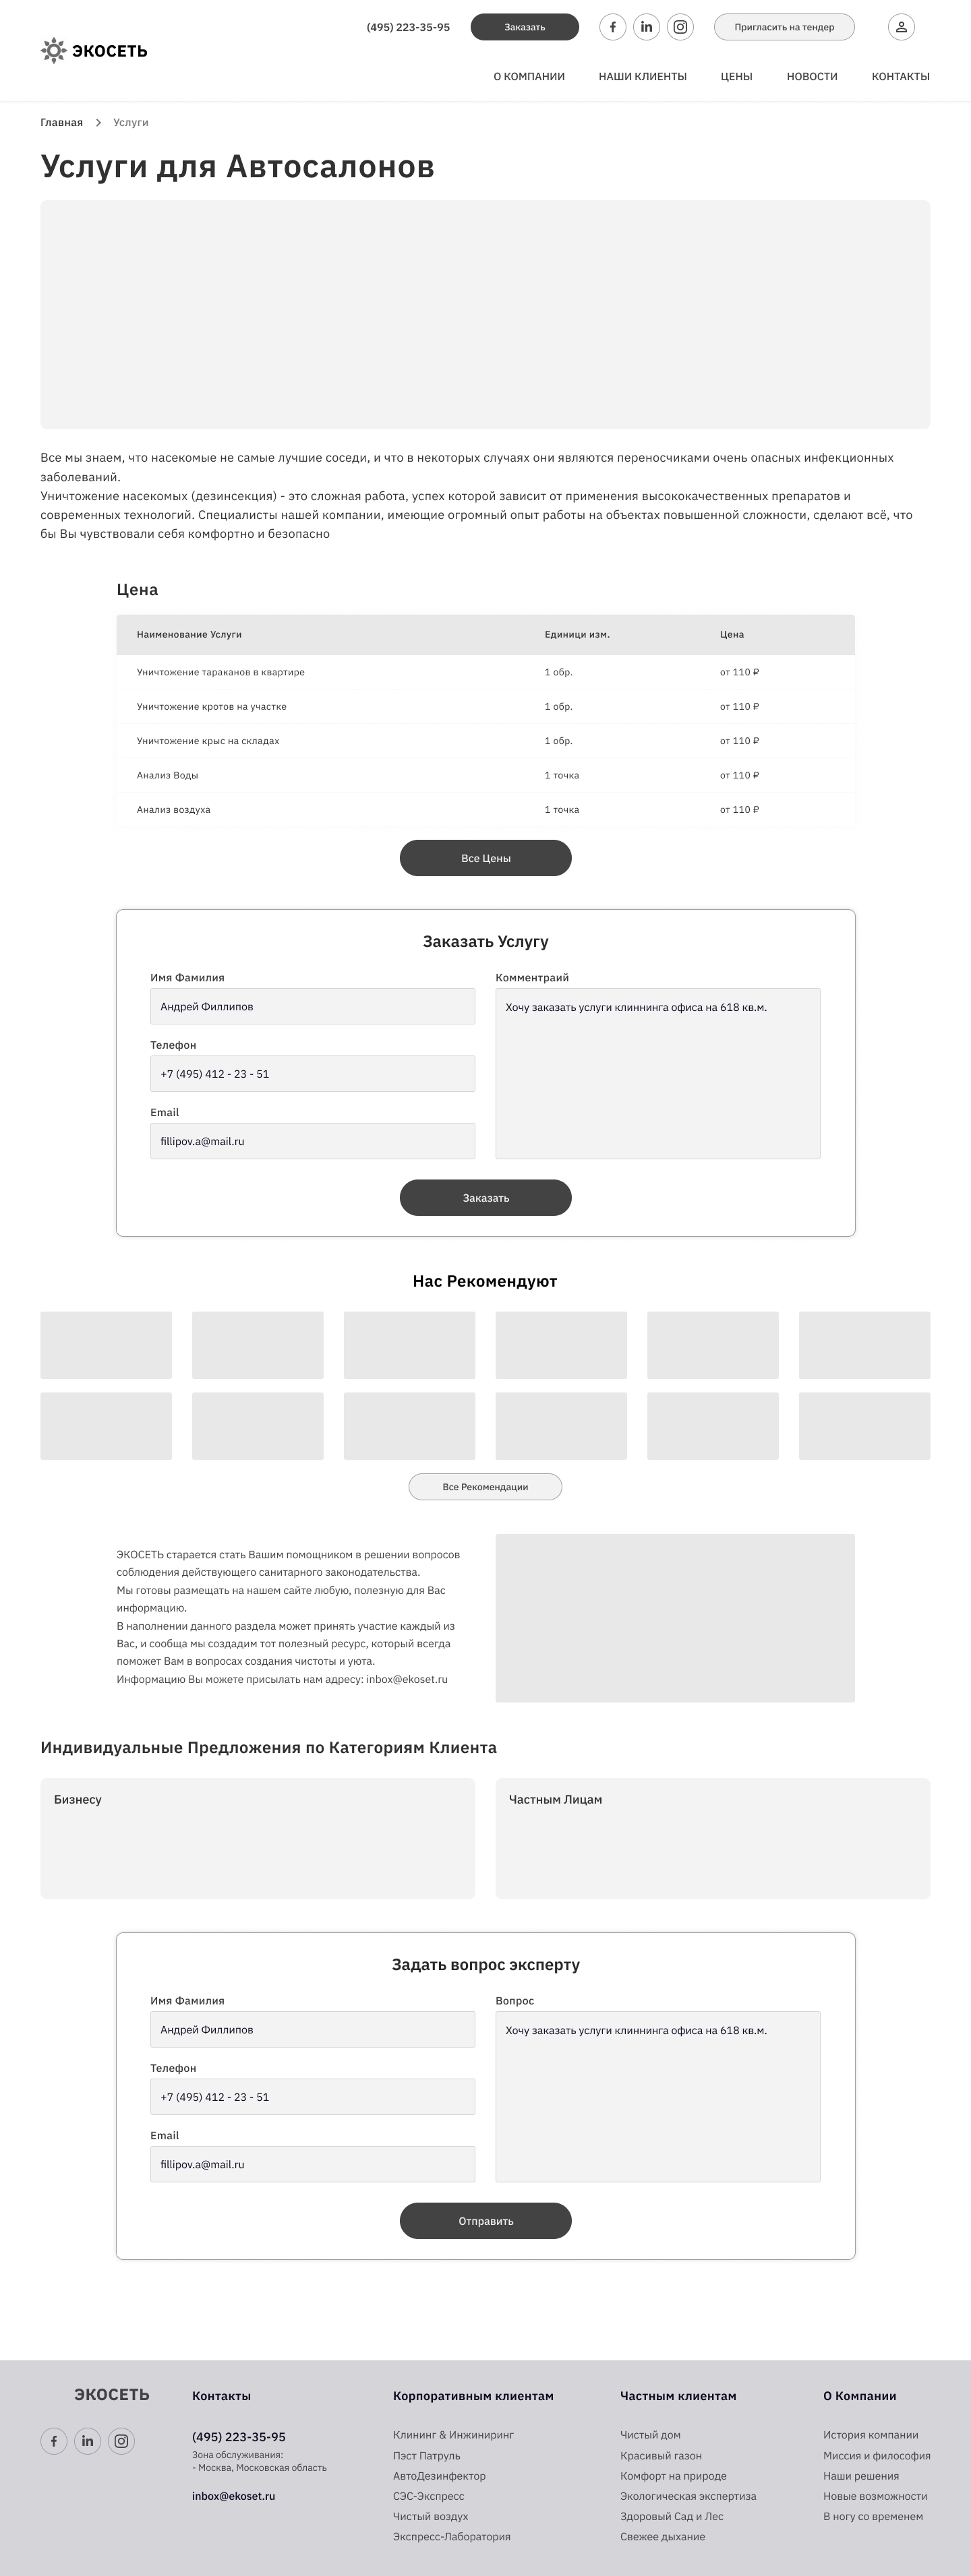 (495) 223-35-95
Заказать
Пригласить на тендер
ЭКОСЕТЬ
О КОМПАНИИ
НАШИ КЛИЕНТЫ
ЦЕНЫ
НОВОСТИ
КОНТАКТЫ
Главная
Услуги
Услуги для Автосалонов
Все мы знаем, что насекомые не самые лучшие соседи, и что в некоторых случаях они являются переносчиками очень опасных инфекционных
заболеваний.
Уничтожение насекомых (дезинсекция) - это сложная работа, успех которой зависит от применения высококачественных препаратов и
современных технологий. Специалисты нашей компании, имеющие огромный опыт работы на объектах повышенной сложности, сделают всё, что
бы Вы чувствовали себя комфортно и безопасно
Цена
Наименование Услуги Единици изм. Цена
Уничтожение тараканов в квартире 1 обр. от 110 ₽
Уничтожение кротов на участке 1 обр. от 110 ₽
Уничтожение крыс на складах 1 обр. от 110 ₽
Анализ Воды 1 точка от 110 ₽
Анализ воздуха 1 точка от 110 ₽
Все Цены
Заказать Услугу
Имя Фамилия
Андрей Филлипов
Телефон
+7 (495) 412 - 23 - 51
Email
fillipov.a@mail.ru
Комментраий
Хочу заказать услуги клиннинга офиса на 618 кв.м.
Заказать
Нас Рекомендуют
Все Рекомендации
ЭКОСЕТЬ старается стать Вашим помощником в решении вопросов
соблюдения действующего санитарного законодательства.
Мы готовы размещать на нашем сайте любую, полезную для Вас
информацию.
В наполнении данного раздела может принять участие каждый из
Вас, и сообща мы создадим тот полезный ресурс, который всегда
поможет Вам в вопросах создания чистоты и уюта.
Информацию Вы можете присылать нам адресу: inbox@ekoset.ru
Индивидуальные Предложения по Категориям Клиента
Бизнесу
Частным Лицам
Задать вопрос эксперту
Имя Фамилия
Андрей Филлипов
Телефон
+7 (495) 412 - 23 - 51
Email
fillipov.a@mail.ru
Вопрос
Хочу заказать услуги клиннинга офиса на 618 кв.м.
Отправить
ЭКОСЕТЬ
Контакты
(495) 223-35-95
Зона обслуживания:
- Москва, Московская область
inbox@ekoset.ru
Корпоративным клиентам
Клининг & Инжиниринг
Пэст Патруль
АвтоДезинфектор
СЭС-Экспресс
Чистый воздух
Экспресс-Лаборатория
Частным клиентам
Чистый дом
Красивый газон
Комфорт на природе
Экологическая экспертиза
Здоровый Сад и Лес
Свежее дыхание
О Компании
История компании
Миссия и философия
Наши решения
Новые возможности
В ногу со временем